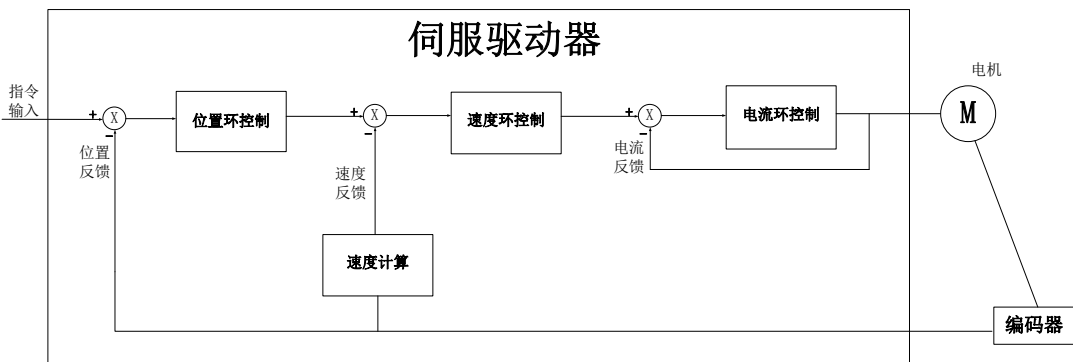 伺服驱动器
指令
输入
+
X
-
位置
反馈
位置环控制
+
X
-
速度
反馈
速度环控制
+
X
-
电流
反馈
电流环控制
电机
M
速度计算
编码器